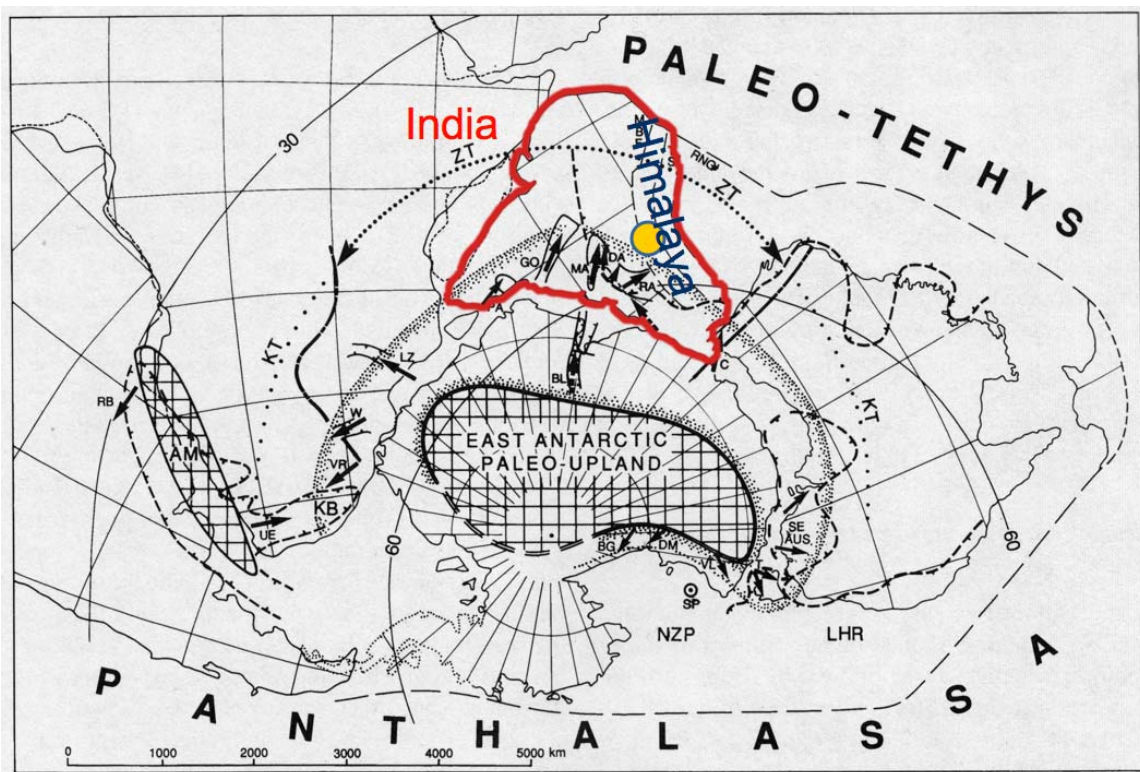 PALEO-TETHYS
India
Himalaya
30
ZT
RNG
ZT
GO
MA
DA
RA
KT
LZ
BL
C
RB
AM
W
VR
KB
UE
EAST ANTARCTIC
PALEO-UPLAND
KT
SE
AUS.
BG
DM
VL
T
60
60
SP
NZP
LHR
PANTHALASSA
0 1000 2000 3000 4000 5000 km